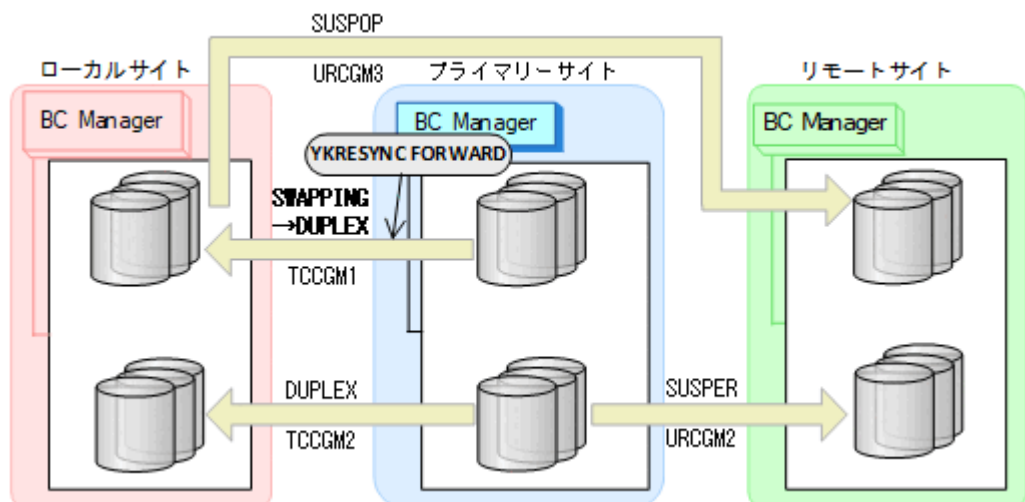 SUSPOP
URCGM3
ローカルサイト
プライマリーサイト
リモートサイト
BC Manager
BC Manager
BC Manager
YKRESYNC FORWARD
SWAPPING
→DUPLEX
TCCGM1
DUPLEX
TCCGM2
SUSPER
URCGM2